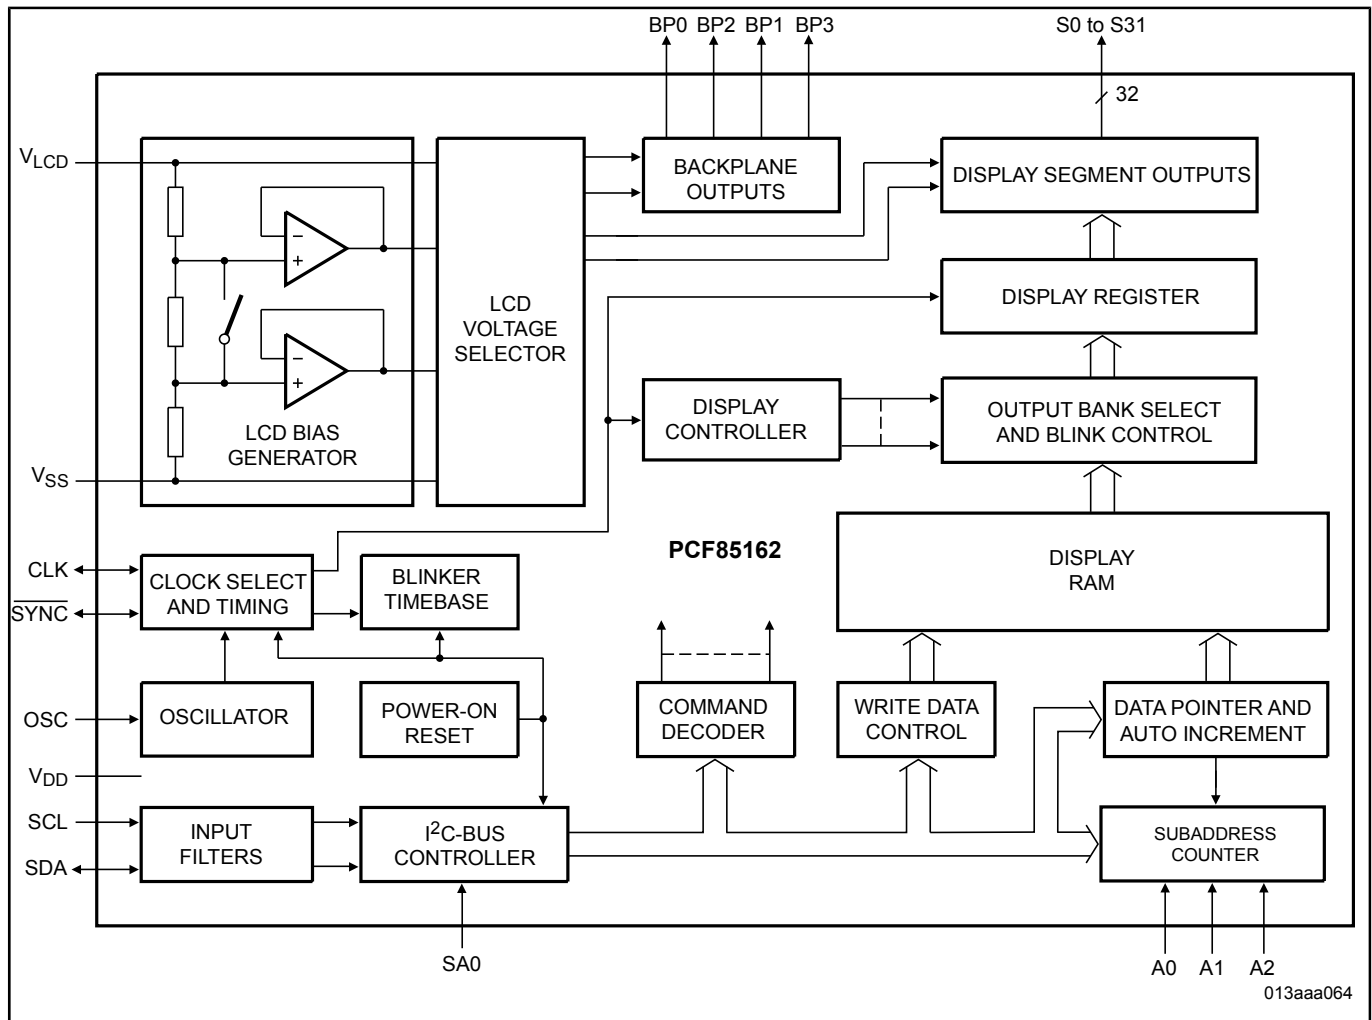 BP0 BP2 BP1 BP3
S0 to S31
32
VLCD
BACKPLANE
OUTPUTS
DISPLAY SEGMENT OUTPUTS
−
+
−
+
LCD
VOLTAGE
SELECTOR
DISPLAY REGISTER
LCD BIAS
GENERATOR
DISPLAY
CONTROLLER
OUTPUT BANK SELECT
AND BLINK CONTROL
VSS
PCF85162
DISPLAY
RAM
CLK
SYNC
CLOCK SELECT
AND TIMING
BLINKER
TIMEBASE
OSC
OSCILLATOR
POWER-ON
RESET
COMMAND
DECODER
WRITE DATA
CONTROL
DATA POINTER AND
AUTO INCREMENT
VDD
SCL
SDA
INPUT
FILTERS
I2C-BUS
CONTROLLER
SUBADDRESS
COUNTER
SA0
A0 A1 A2
013aaa064